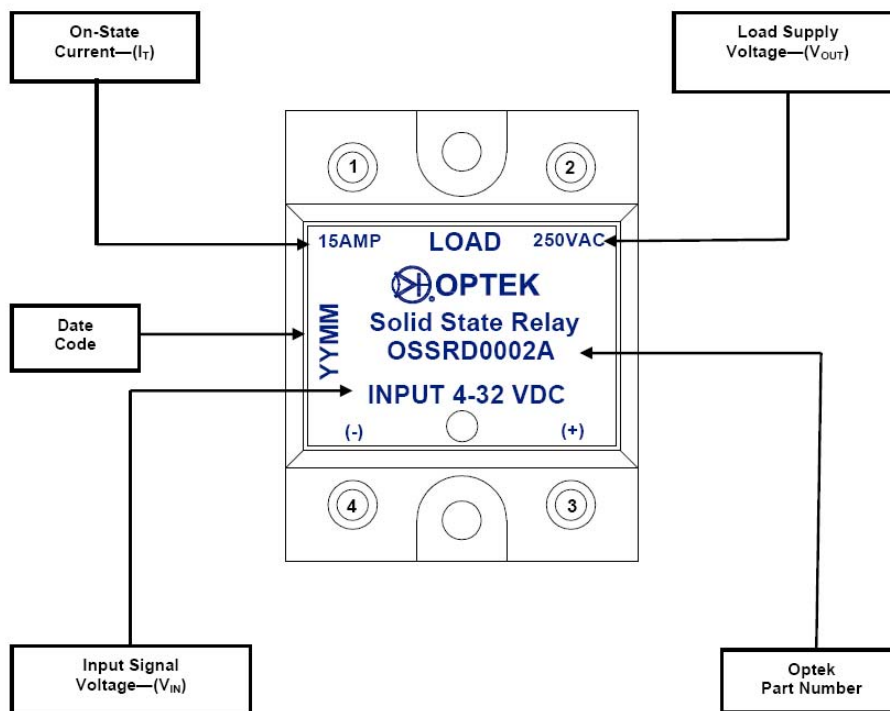 On-State
Current—(IT)
Load Supply
Voltage—(VOUT)
1
2
15AMP LOAD 250VAC
OPTEK
Date
Code
YYMM
Solid State Relay
OSSRD0002A
INPUT 4-32 VDC
(-)
(+)
4
3
Input Signal
Voltage—(VIN)
Optek
Part Number